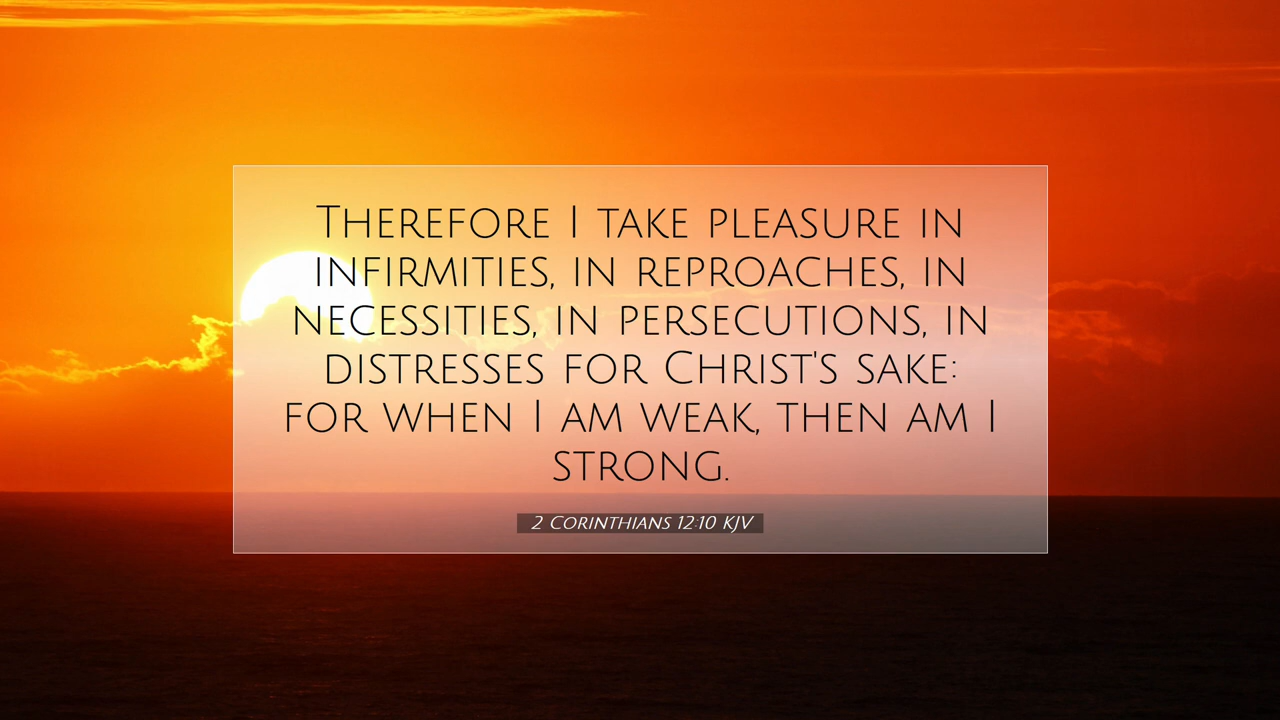 Therefore I take pleasure in
infirmities, in reproaches, in
necessities, in persecutions, in
distresses for Christ's sake:
for when I am weak, then am I
strong.
2 Corinthians 12:10 KJV